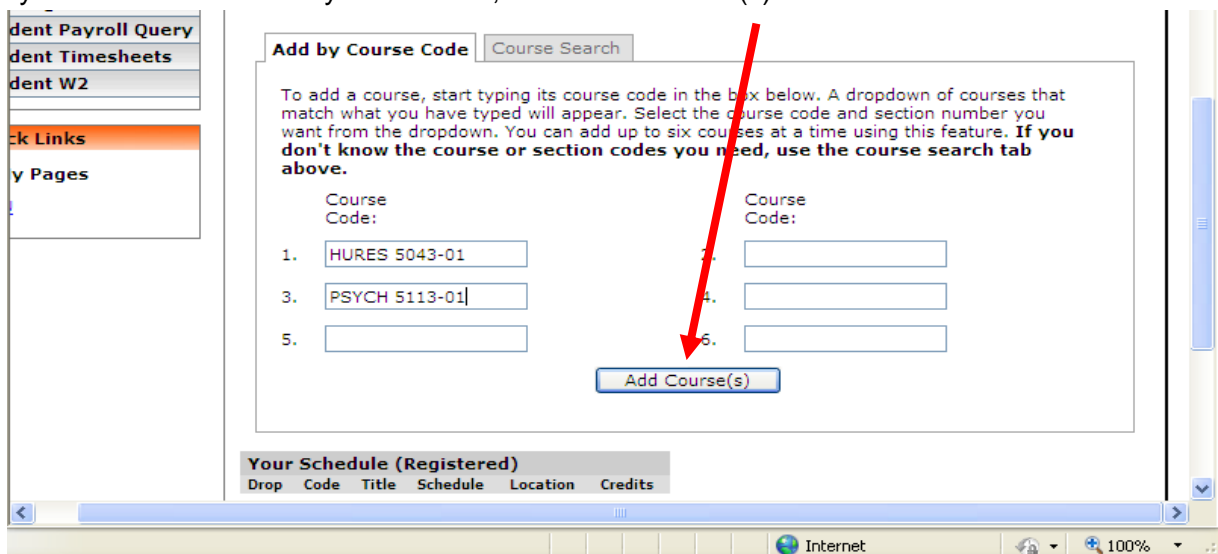 dent Payroll Query
dent Timesheets
dent W2
ck Links
y Pages
Add by Course Code Course Search
To add a course, start typing its course code in the box below. A dropdown of courses that
match what you have typed will appear. Select the course code and section number you
want from the dropdown. You can add up to six courses at a time using this feature. If you
don't know the course or section codes you need, use the course search tab
above.
Course
Code:
Course
Code:
1. HURES 5043-01 2.
3. PSYCH 5113-01 4.
5. 6.
Add Course(s)
Your Schedule (Registered)
Drop Code Title Schedule Location Credits
Internet 100%